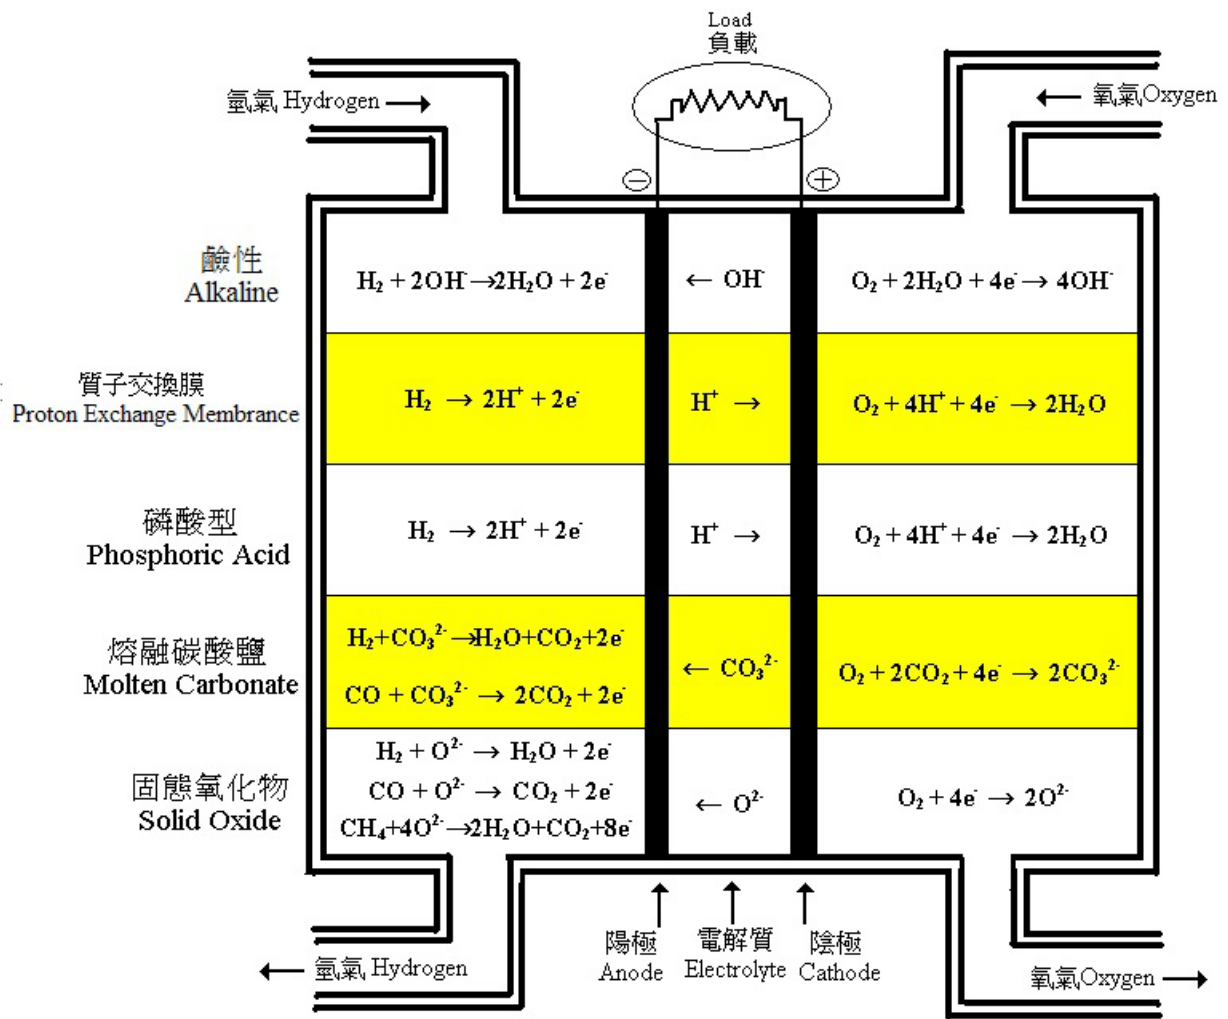 Load
負載
氫氣 Hydrogen →
← 氧氣Oxygen
⊖ ⊕
鹼性
Alkaline
H₂ + 2OH⁻→2H₂O + 2e⁻
← OH⁻
O₂ + 2H₂O + 4e⁻ → 4OH⁻
質子交換膜
Proton Exchange Membrance
H₂ → 2H⁺ + 2e⁻
H⁺ →
O₂ + 4H⁺ + 4e⁻ → 2H₂O
磷酸型
Phosphoric Acid
H₂ → 2H⁺ + 2e⁻
H⁺ →
O₂ + 4H⁺ + 4e⁻ → 2H₂O
熔融碳酸鹽
Molten Carbonate
H₂+CO₃²⁻→H₂O+CO₂+2e⁻
CO + CO₃²⁻ → 2CO₂ + 2e⁻
← CO₃²⁻
O₂ + 2CO₂ + 4e⁻ → 2CO₃²⁻
固態氧化物
Solid Oxide
H₂ + O²⁻ → H₂O + 2e⁻
CO + O²⁻ → CO₂ + 2e⁻
CH₄+4O²⁻→2H₂O+CO₂+8e⁻
← O²⁻
O₂ + 4e⁻ → 2O²⁻
陽極
Anode
電解質
Electrolyte
陰極
Cathode
← 氫氣 Hydrogen
氧氣Oxygen →